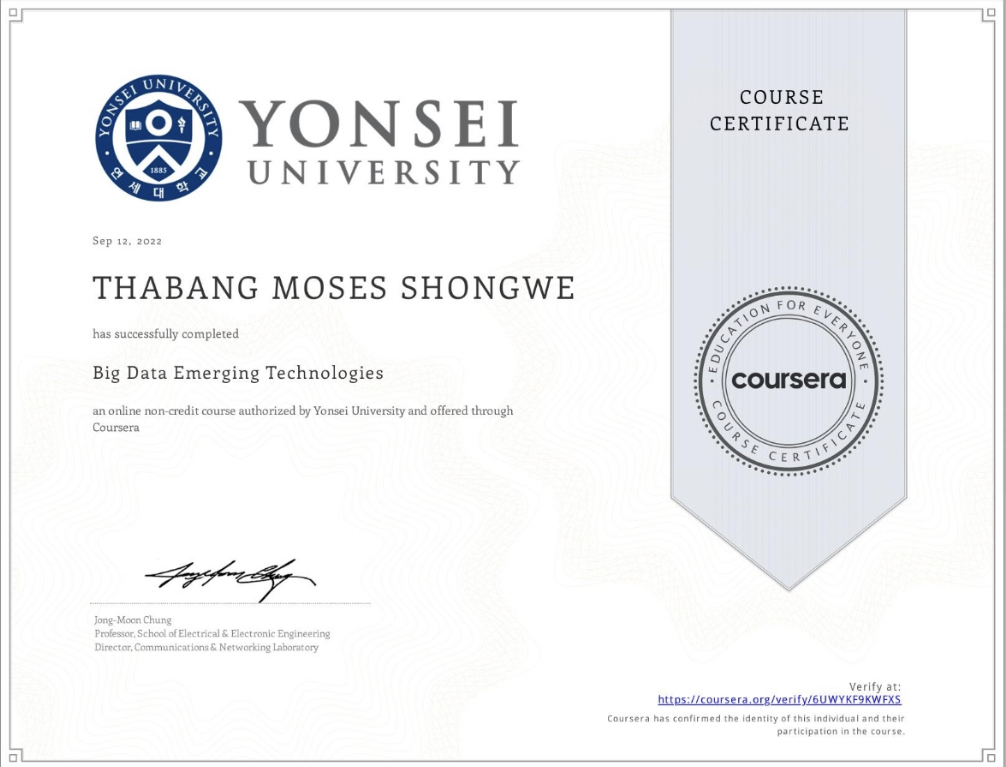 YONSEI UNIVERSITY
1885
연세대학교
YONSEI
UNIVERSITY
COURSE
CERTIFICATE
Sep 12, 2022
THABANG MOSES SHONGWE
has successfully completed
Big Data Emerging Technologies
an online non-credit course authorized by Yonsei University and offered through
Coursera
EDUCATION FOR EVERYONE
coursera
COURSE CERTIFICATE
Jong-Moon Chung
Professor, School of Electrical & Electronic Engineering
Director, Communications & Networking Laboratory
Verify at:
https://coursera.org/verify/6UWYKF9KWFXS
Coursera has confirmed the identity of this individual and their
participation in the course.